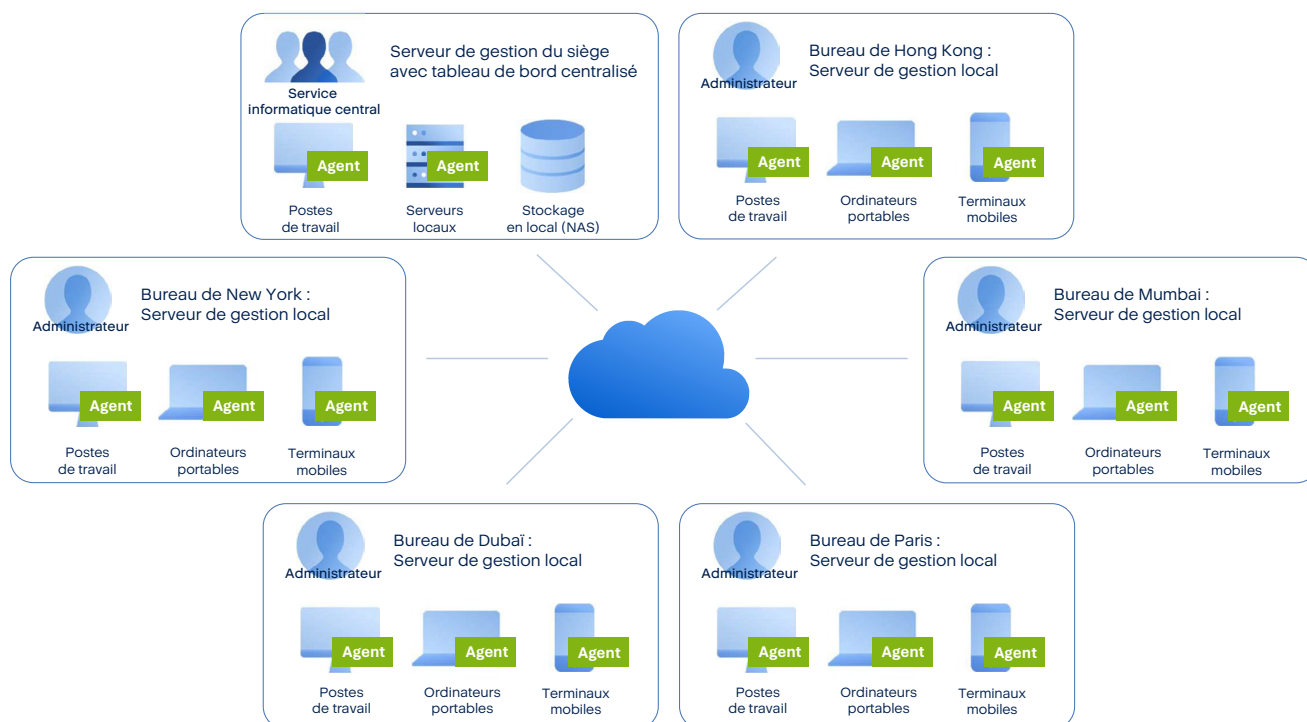 Serveur de gestion du siège
avec tableau de bord centralisé
Service
informatique central
Agent
Agent
Postes
de travail
Serveurs
locaux
Stockage
en local (NAS)
Bureau de Hong Kong :
Serveur de gestion local
Administrateur
Agent
Agent
Agent
Postes
de travail
Ordinateurs
portables
Terminaux
mobiles
Bureau de New York :
Serveur de gestion local
Administrateur
Agent
Agent
Agent
Postes
de travail
Ordinateurs
portables
Terminaux
mobiles
Bureau de Mumbai :
Serveur de gestion local
Administrateur
Agent
Agent
Agent
Postes
de travail
Ordinateurs
portables
Terminaux
mobiles
Bureau de Dubaï :
Serveur de gestion local
Administrateur
Agent
Agent
Agent
Postes
de travail
Ordinateurs
portables
Terminaux
mobiles
Bureau de Paris :
Serveur de gestion local
Administrateur
Agent
Agent
Agent
Postes
de travail
Ordinateurs
portables
Terminaux
mobiles